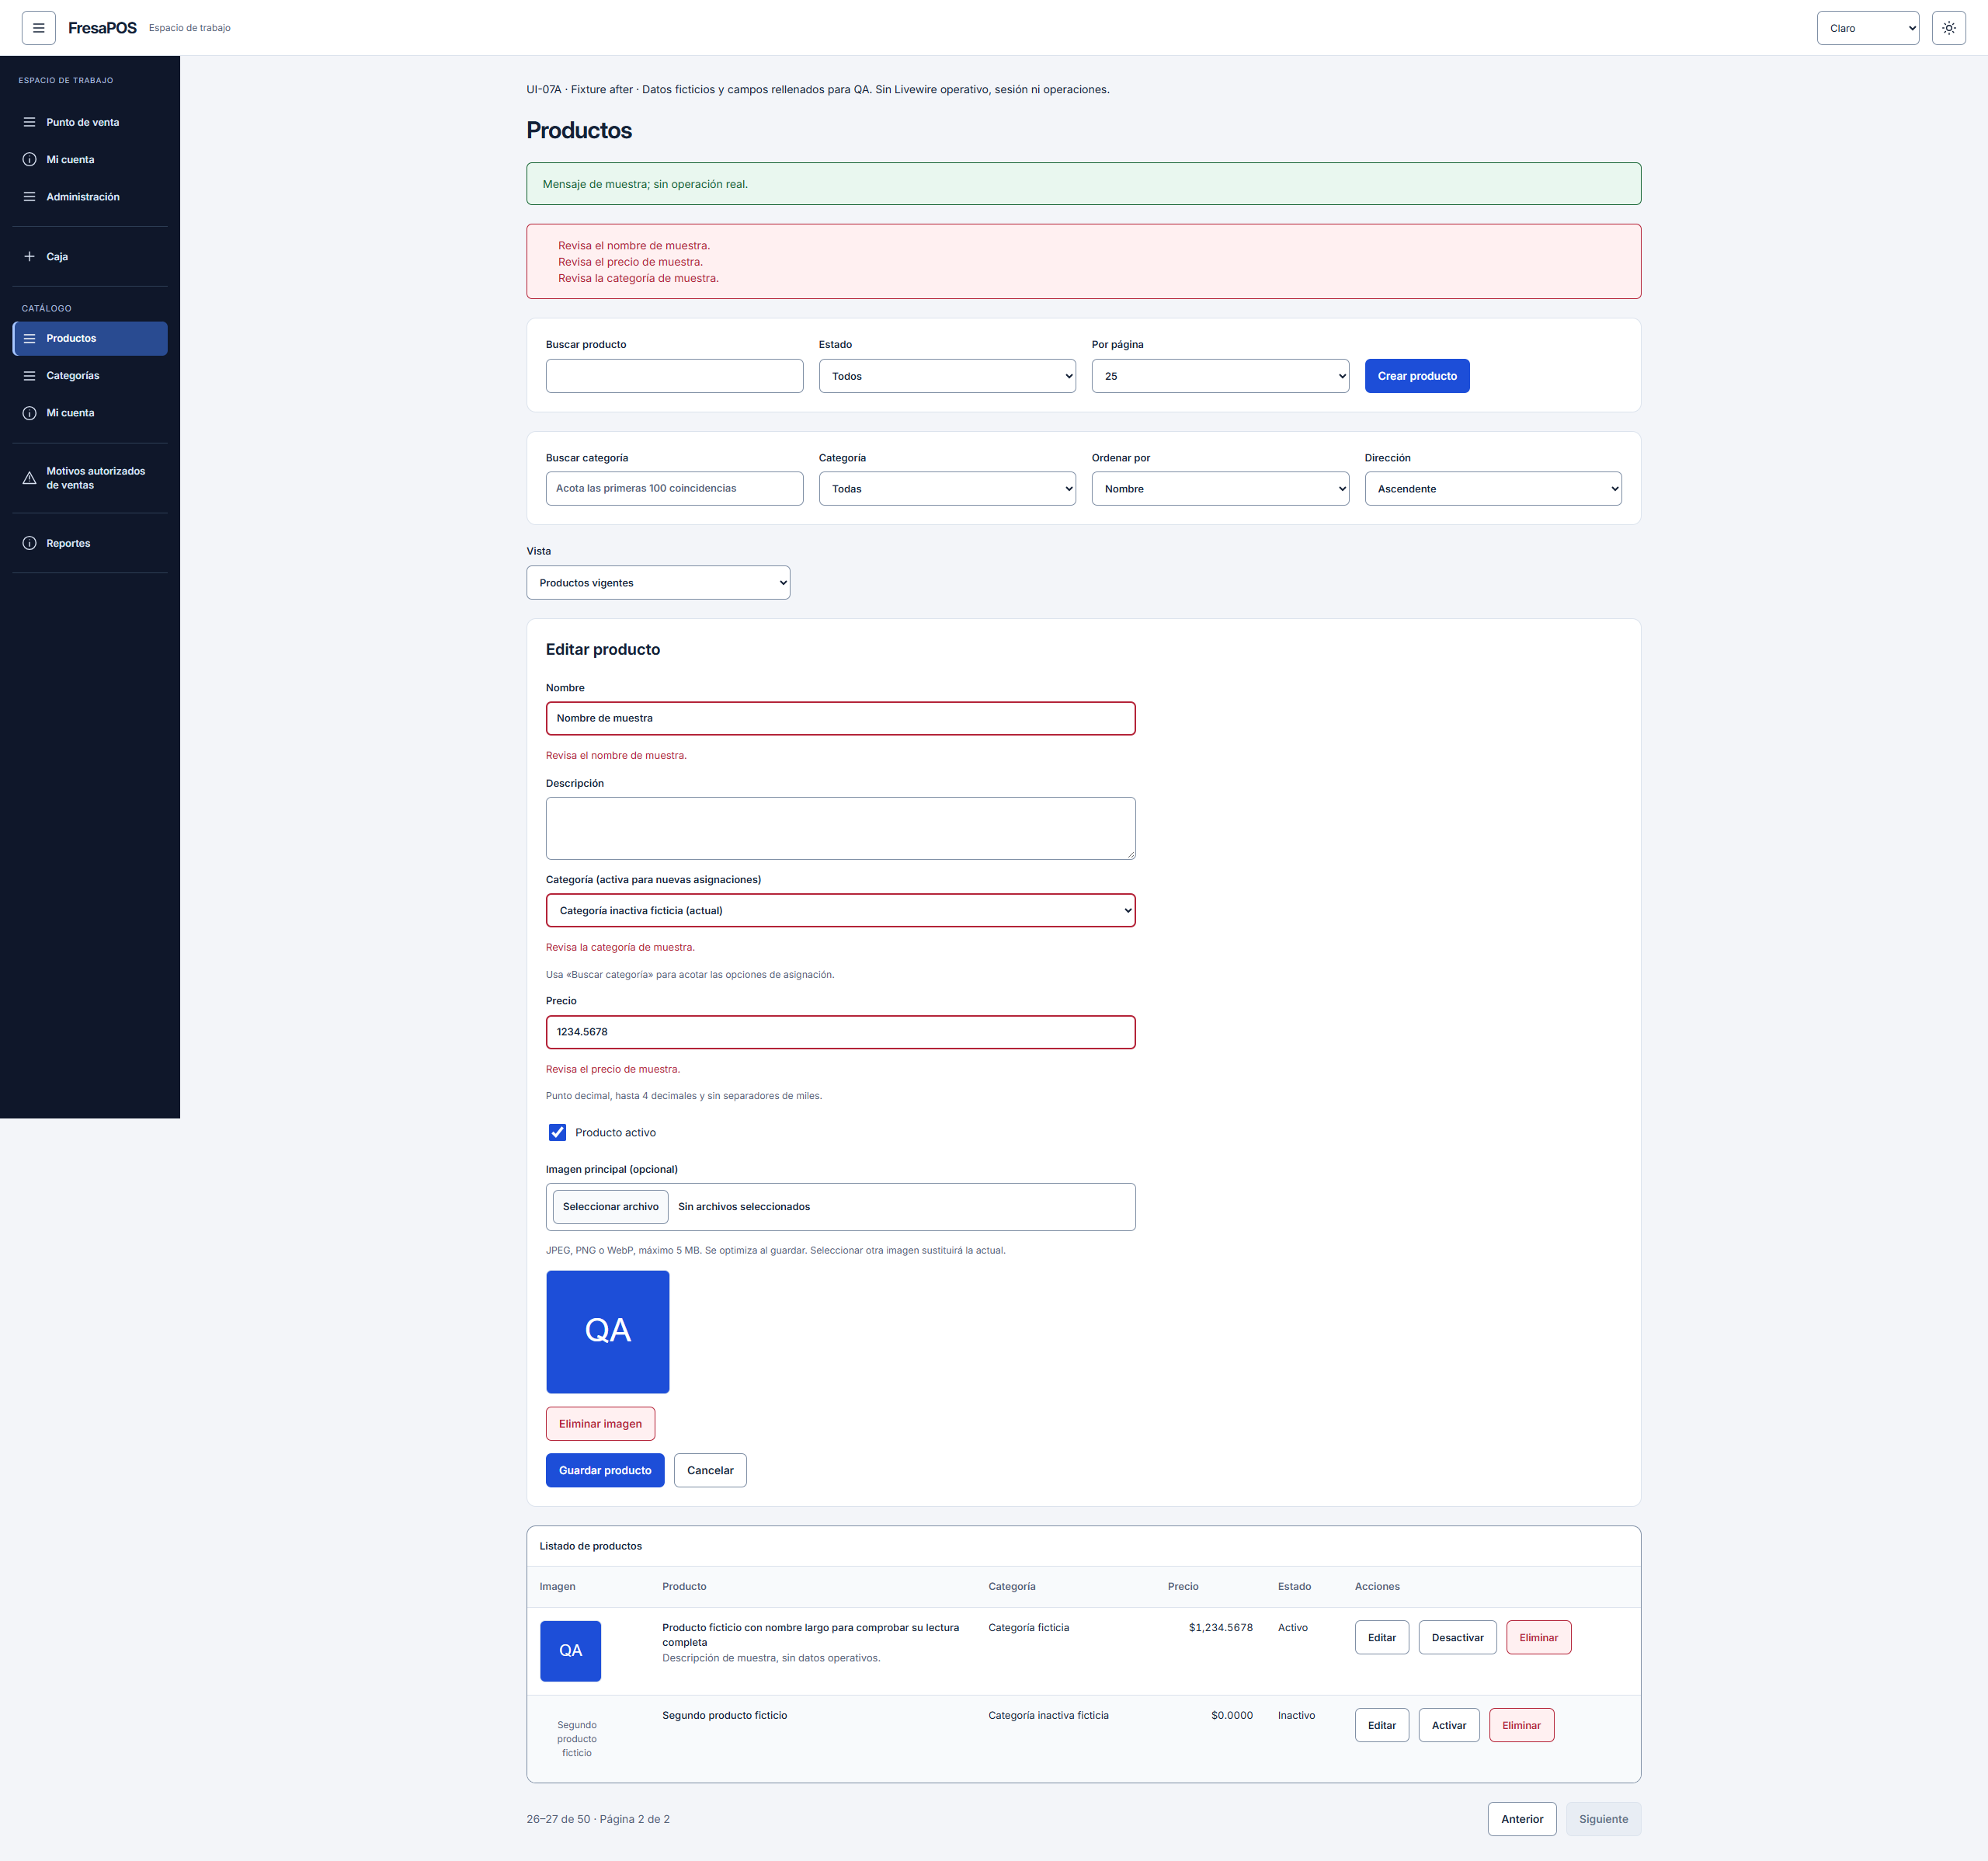 FresaPOS
Espacio de trabajo
Claro
ESPACIO DE TRABAJO
Punto de venta
Mi cuenta
Administración
Caja
CATÁLOGO
Productos
Categorías
Mi cuenta
Motivos autorizados
de ventas
Reportes
UI-07A · Fixture after · Datos ficticios y campos rellenados para QA. Sin Livewire operativo, sesión ni operaciones.
Productos
Mensaje de muestra; sin operación real.
Revisa el nombre de muestra.
Revisa el precio de muestra.
Revisa la categoría de muestra.
Buscar producto
Estado
Por página
Todos
25
Crear producto
Buscar categoría
Categoría
Ordenar por
Dirección
Acota las primeras 100 coincidencias
Todas
Nombre
Ascendente
Vista
Productos vigentes
Editar producto
Nombre
Nombre de muestra
Revisa el nombre de muestra.
Descripción
Categoría (activa para nuevas asignaciones)
Categoría inactiva ficticia (actual)
Revisa la categoría de muestra.
Usa «Buscar categoría» para acotar las opciones de asignación.
Precio
1234.5678
Revisa el precio de muestra.
Punto decimal, hasta 4 decimales y sin separadores de miles.
Producto activo
Imagen principal (opcional)
Seleccionar archivo Sin archivos seleccionados
JPEG, PNG o WebP, máximo 5 MB. Se optimiza al guardar. Seleccionar otra imagen sustituirá la actual.
QA
Eliminar imagen
Guardar producto
Cancelar
Listado de productos
Imagen
Producto
Categoría
Precio
Estado
Acciones
QA
Producto ficticio con nombre largo para comprobar su lectura
completa
Descripción de muestra, sin datos operativos.
Categoría ficticia
$1,234.5678
Activo
Editar
Desactivar
Eliminar
Segundo
producto
ficticio
Segundo producto ficticio
Categoría inactiva ficticia
$0.0000
Inactivo
Editar
Activar
Eliminar
26–27 de 50 · Página 2 de 2
Anterior
Siguiente